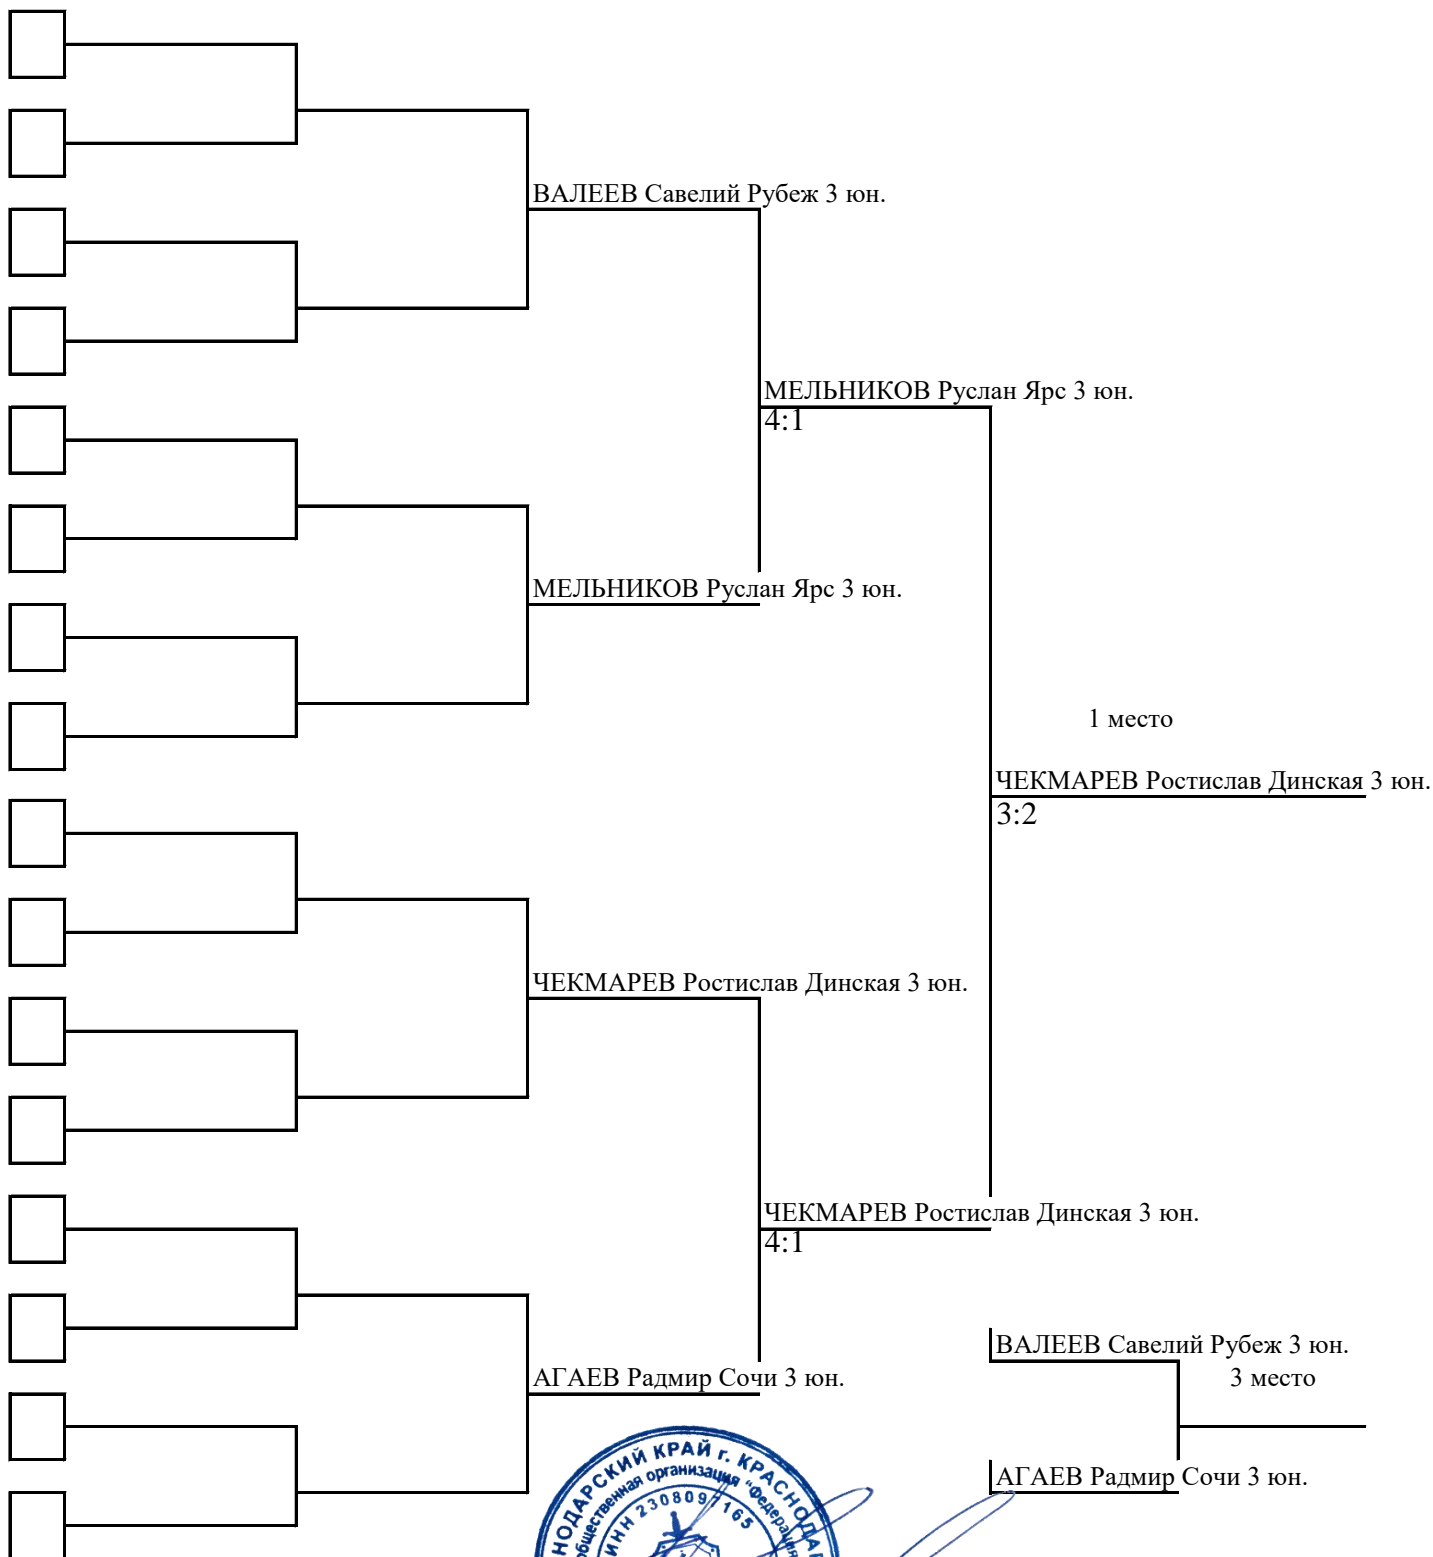 ВАЛЕЕВ Савелий Рубеж 3 юн.
МЕЛЬНИКОВ Руслан Ярс 3 юн.
4:1
МЕЛЬНИКОВ Руслан Ярс 3 юн.
1 место
ЧЕКМАРЕВ Ростислав Динская 3 юн.
3:2
ЧЕКМАРЕВ Ростислав Динская 3 юн.
ЧЕКМАРЕВ Ростислав Динская 3 юн.
4:1
ВАЛЕЕВ Савелий Рубеж 3 юн.
АГАЕВ Радмир Сочи 3 юн.
3 место
АГАЕВ Радмир Сочи 3 юн.
КРАЙ г.
общественная организация "Федерация
ИНН 2308097165